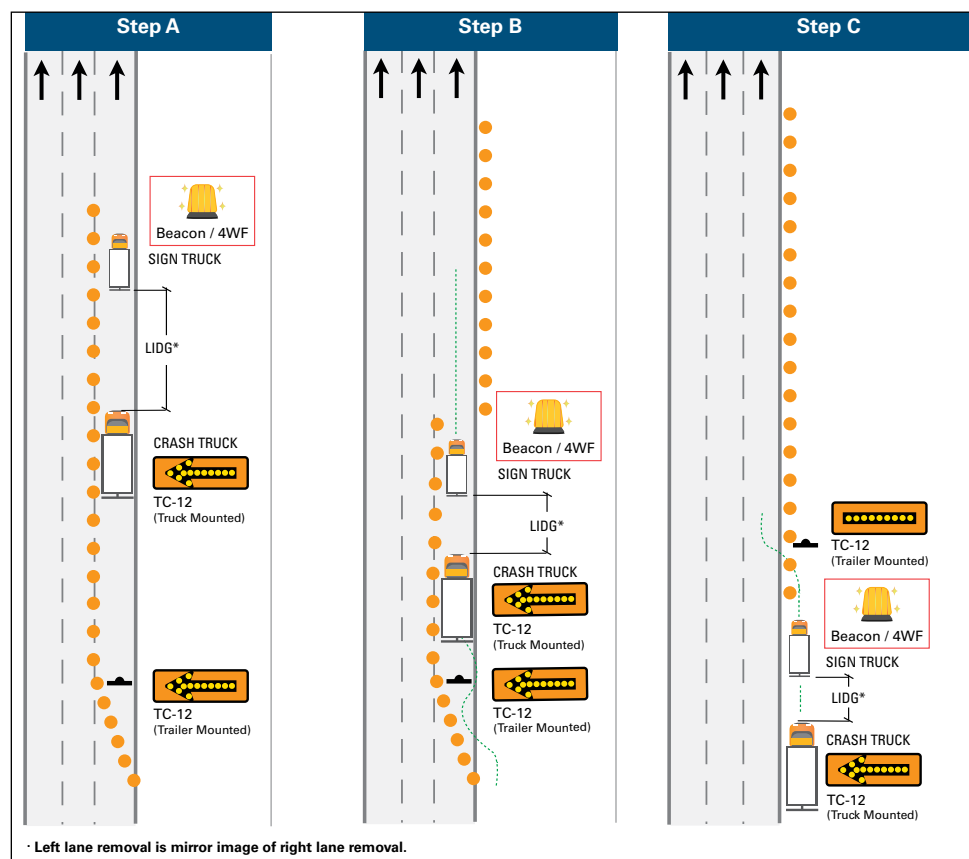 Step A
Beacon / 4WF
SIGN TRUCK
LIDG*
CRASH TRUCK
TC-12
(Truck Mounted)
TC-12
(Trailer Mounted)
Step B
Beacon / 4WF
SIGN TRUCK
LIDG*
CRASH TRUCK
TC-12
(Truck Mounted)
TC-12
(Trailer Mounted)
Step C
TC-12
(Trailer Mounted)
Beacon / 4WF
SIGN TRUCK
LIDG*
CRASH TRUCK
TC-12
(Truck Mounted)
· Left lane removal is mirror image of right lane removal.